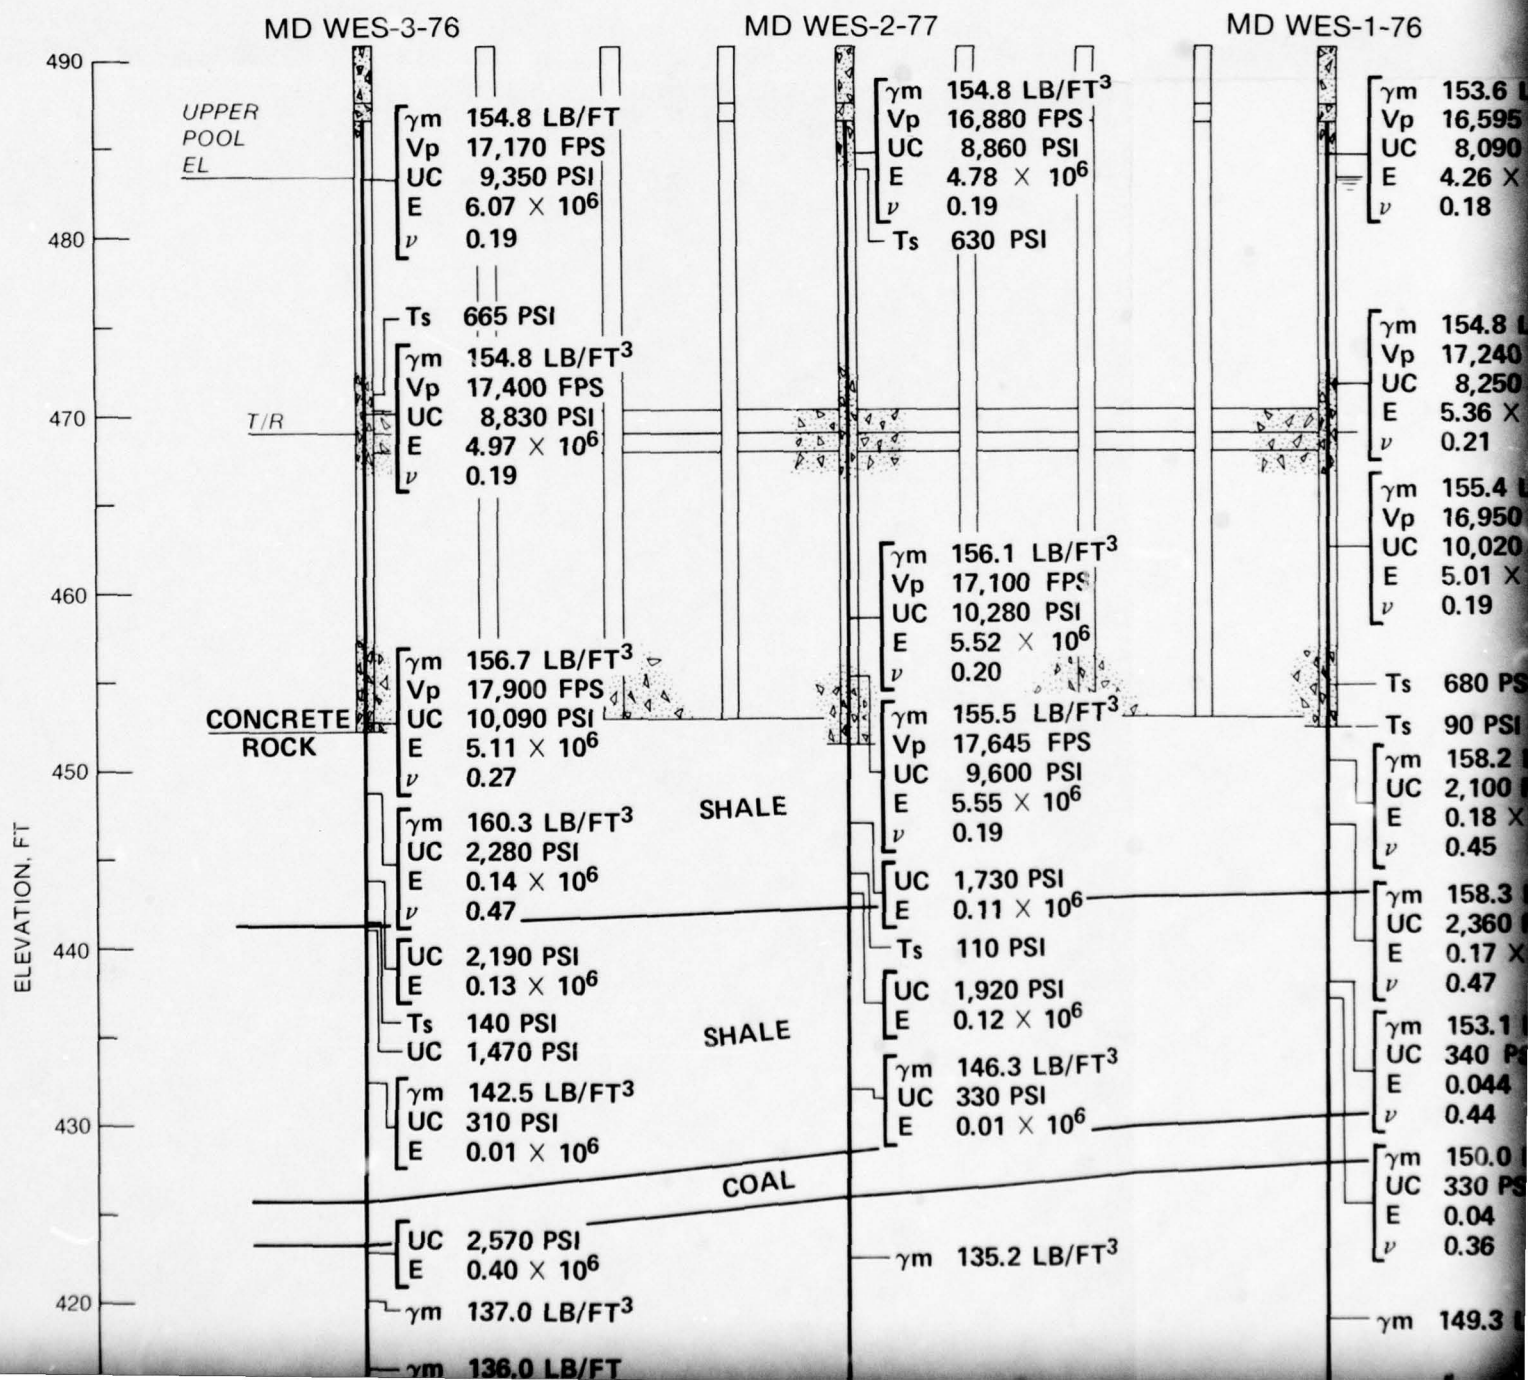 MD WES-3-76
MD WES-2-77
MD WES-1-76
490
480
470
460
450
440
430
420
ELEVATION, FT
UPPER
POOL
EL
T/R
CONCRETE
ROCK
γm 154.8 LB/FT
Vp 17,170 FPS
UC 9,350 PSI
E 6.07 × 10⁶
ν 0.19
Ts 665 PSI
γm 154.8 LB/FT³
Vp 17,400 FPS
UC 8,830 PSI
E 4.97 × 10⁶
ν 0.19
γm 156.7 LB/FT³
Vp 17,900 FPS
UC 10,090 PSI
E 5.11 × 10⁶
ν 0.27
γm 160.3 LB/FT³
UC 2,280 PSI
E 0.14 × 10⁶
ν 0.47
UC 2,190 PSI
E 0.13 × 10⁶
Ts 140 PSI
UC 1,470 PSI
γm 142.5 LB/FT³
UC 310 PSI
E 0.01 × 10⁶
UC 2,570 PSI
E 0.40 × 10⁶
γm 137.0 LB/FT³
γm 136.0 LB/FT
SHALE
SHALE
COAL
γm 154.8 LB/FT³
Vp 16,880 FPS
UC 8,860 PSI
E 4.78 × 10⁶
ν 0.19
Ts 630 PSI
γm 156.1 LB/FT³
Vp 17,100 FPS
UC 10,280 PSI
E 5.52 × 10⁶
ν 0.20
γm 155.5 LB/FT³
Vp 17,645 FPS
UC 9,600 PSI
E 5.55 × 10⁶
ν 0.19
UC 1,730 PSI
E 0.11 × 10⁶
Ts 110 PSI
UC 1,920 PSI
E 0.12 × 10⁶
γm 146.3 LB/FT³
UC 330 PSI
E 0.01 × 10⁶
γm 135.2 LB/FT³
γm 153.6 L
Vp 16,595
UC 8,090
E 4.26 ×
ν 0.18
γm 154.8 L
Vp 17,240
UC 8,250
E 5.36 ×
ν 0.21
γm 155.4 L
Vp 16,950
UC 10,020
E 5.01 ×
ν 0.19
Ts 680 PS
Ts 90 PSI
γm 158.2
UC 2,100
E 0.18 ×
ν 0.45
γm 158.3
UC 2,360
E 0.17 ×
ν 0.47
γm 153.1
UC 340 PS
E 0.044
ν 0.44
γm 150.0
UC 330 PS
E 0.04
ν 0.36
γm 149.3